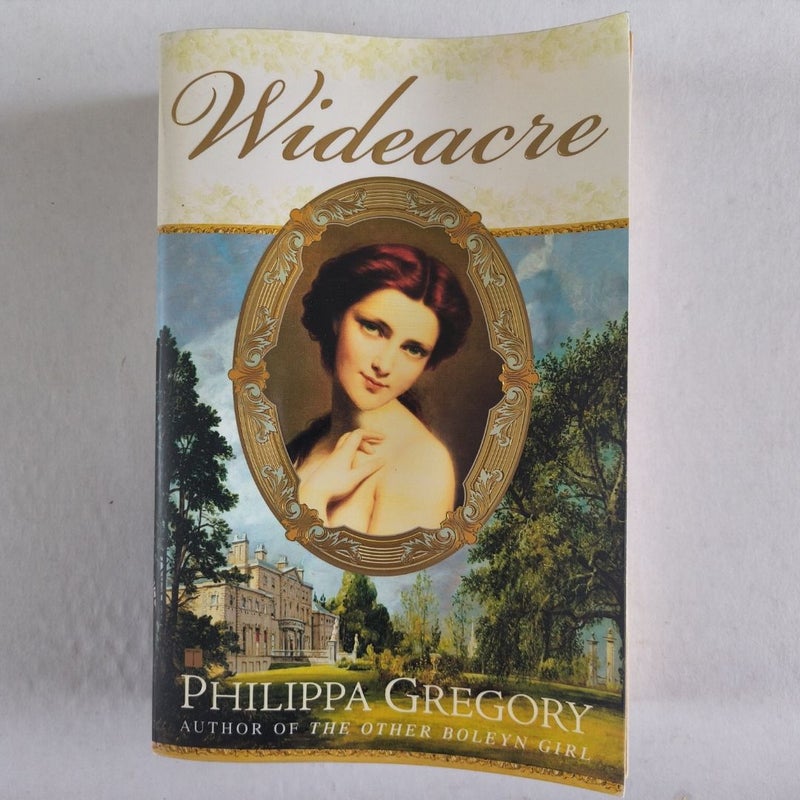 Wideacre
PHILIPPA GREGORY
AUTHOR OF THE OTHER BOLEYN GIRL